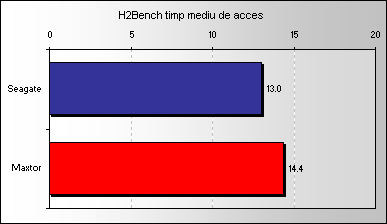 H2Bench timp mediu de acces
0 5 10 15 20
Seagate 13.0
Maxtor 14.4